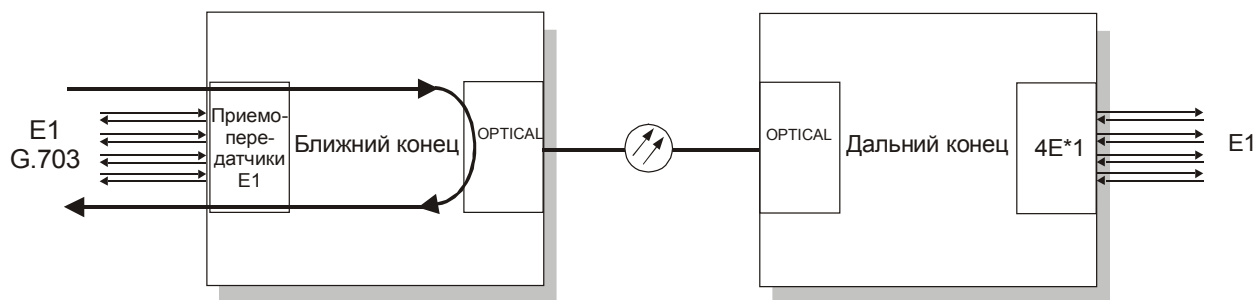 E1
G.703
Приемо-
пере-
датчики
E1
Ближний конец
OPTICAL
OPTICAL
Дальний конец
4E*1
E1